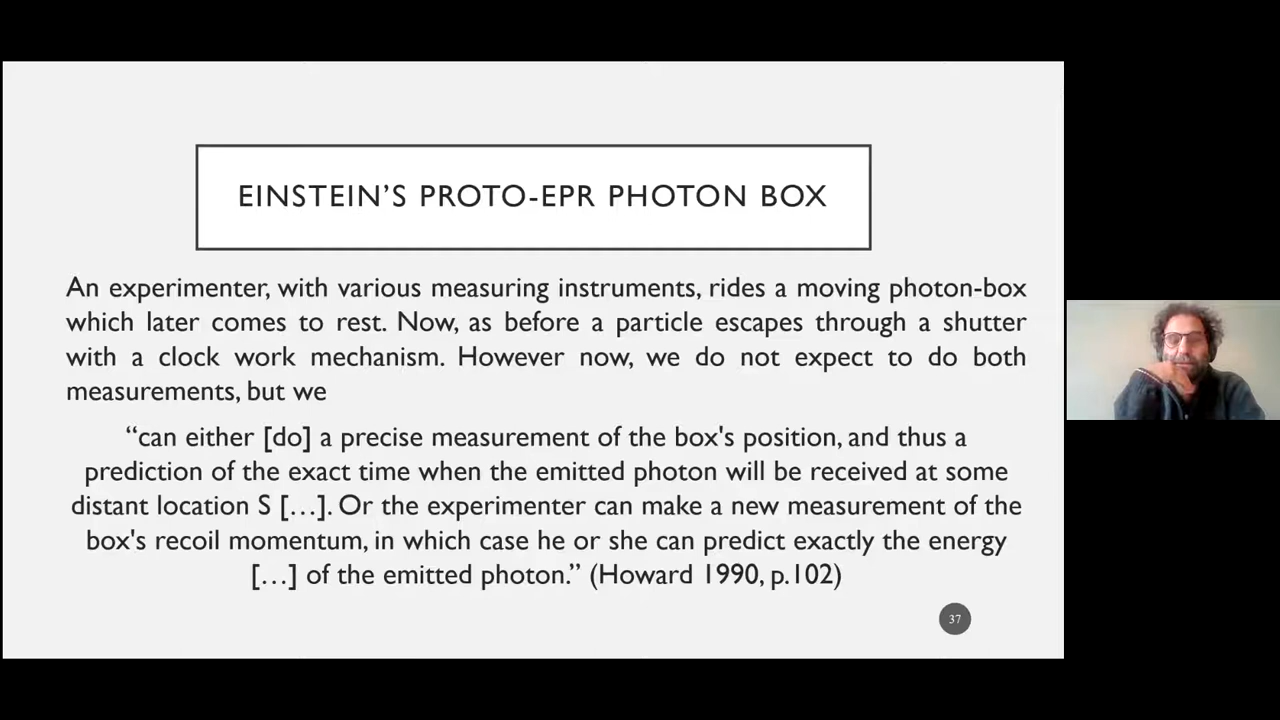 EINSTEIN’S PROTO-EPR PHOTON BOX
An experimenter, with various measuring instruments, rides a moving photon-box
which later comes to rest. Now, as before a particle escapes through a shutter
with a clock work mechanism. However now, we do not expect to do both
measurements, but we
“can either [do] a precise measurement of the box's position, and thus a
prediction of the exact time when the emitted photon will be received at some
distant location S […]. Or the experimenter can make a new measurement of the
box's recoil momentum, in which case he or she can predict exactly the energy
[…] of the emitted photon.” (Howard 1990, p.102)
37